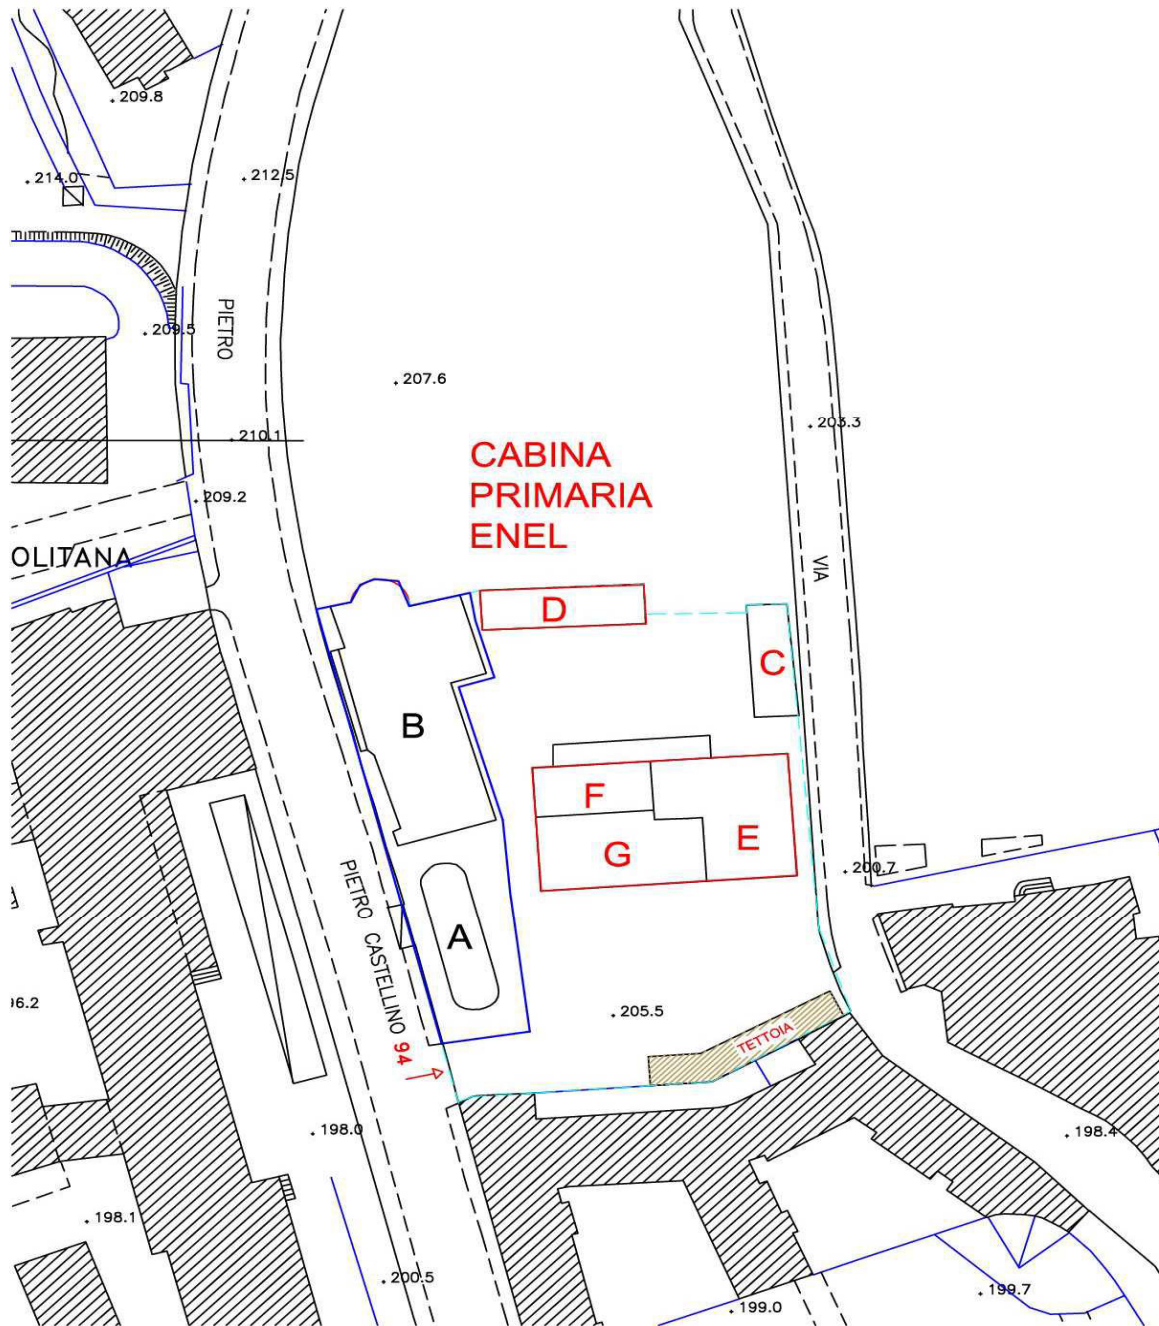 209.8
214.0
212.5
PIETRO
209.5
207.6
203.3
210.1
CABINA
PRIMARIA
ENEL
209.2
OLITANA
VIA
D
C
B
F
E
G
200.7
PIETRO CASTELLINO 94
A
96.2
205.5
TETTOIA
198.0
198.4
198.1
200.5
199.7
199.0